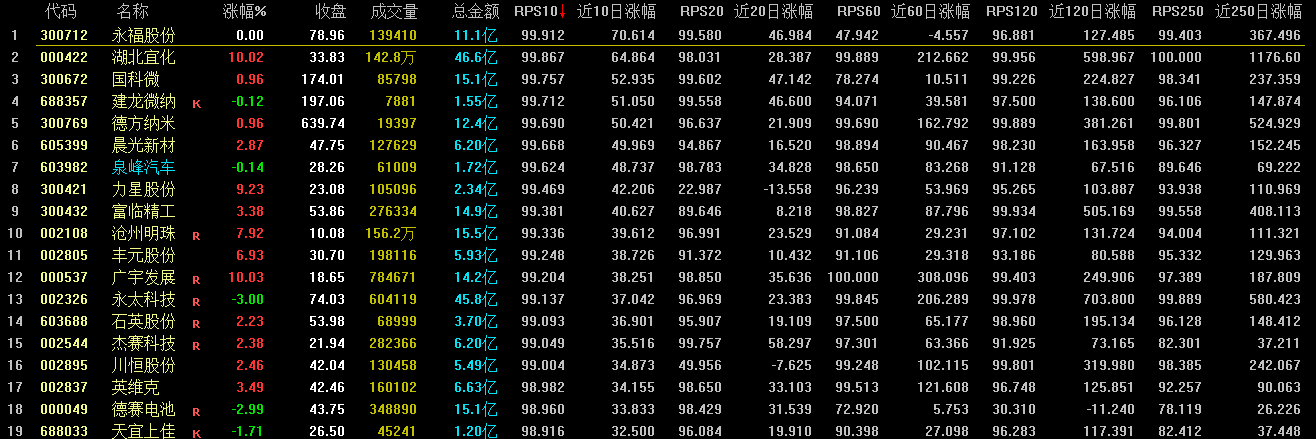 代码 名称 涨幅% 收盘 成交量 总金额 RPS10↓ 近10日涨幅 RPS20 近20日涨幅 RPS60 近60日涨幅 RPS120 近120日涨幅 RPS250 近250日涨幅
1 300712 永福股份 0.00 78.96 139410 11.1亿 99.912 70.614 99.580 46.984 47.942 -4.557 96.881 127.485 99.403 367.496
2 000422 湖北宜化 10.02 33.83 142.8万 46.6亿 99.867 64.864 98.031 28.387 99.889 212.662 99.956 598.967 100.000 1176.60
3 300672 国科微 0.96 174.01 85798 15.1亿 99.757 52.935 99.602 47.142 78.274 10.511 99.226 224.827 98.341 237.359
4 688357 建龙微纳 K -0.12 197.06 7881 1.55亿 99.712 51.050 99.558 46.600 94.071 39.581 97.500 138.600 96.106 147.874
5 300769 德方纳米 0.96 639.74 19397 12.4亿 99.690 50.421 96.637 21.909 99.690 162.792 99.889 381.261 99.801 524.929
6 605399 晨光新材 2.87 47.75 127629 6.20亿 99.668 49.969 94.867 16.520 98.894 90.467 98.230 163.958 96.327 152.245
7 603982 泉峰汽车 -0.14 28.26 61009 1.72亿 99.624 48.737 98.783 34.828 98.650 83.268 91.128 67.516 89.646 69.222
8 300421 力星股份 9.23 23.08 105096 2.34亿 99.469 42.206 22.987 -13.558 96.239 53.969 95.265 103.887 93.938 110.969
9 300432 富临精工 3.38 53.86 276334 14.9亿 99.381 40.627 89.646 8.218 98.827 87.796 99.934 505.169 99.558 408.113
10 002108 沧州明珠 R 7.92 10.08 156.2万 15.5亿 99.336 39.612 96.991 23.529 91.084 29.231 97.102 131.724 94.004 111.321
11 002805 丰元股份 6.93 30.70 198116 5.93亿 99.248 38.726 91.372 10.432 91.106 29.318 93.186 80.588 95.332 129.963
12 000537 广宇发展 R 10.03 18.65 784671 14.2亿 99.204 38.251 98.850 35.636 100.000 308.096 99.403 249.906 97.389 187.809
13 002326 永太科技 R -3.00 74.03 604119 45.8亿 99.137 37.042 96.969 23.383 99.845 206.289 99.978 703.800 99.889 580.423
14 603688 石英股份 R 2.23 53.98 68999 3.70亿 99.093 36.901 95.907 19.109 97.500 65.177 98.960 195.134 96.128 148.412
15 002544 杰赛科技 R 2.38 21.94 282366 6.20亿 99.049 35.516 99.757 58.297 97.301 63.366 91.925 73.165 82.301 37.211
16 002895 川恒股份 2.46 42.04 130458 5.49亿 99.004 34.873 49.956 -7.625 99.248 102.115 99.801 319.980 98.385 242.067
17 002837 英维克 3.49 42.46 160102 6.63亿 98.982 34.155 98.650 33.103 99.513 121.608 96.748 125.851 92.257 90.063
18 000049 德赛电池 R -2.99 43.75 348890 15.1亿 98.960 33.833 98.429 31.539 72.920 5.753 30.310 -11.240 78.119 26.226
19 688033 天宜上佳 K -1.71 26.50 45241 1.20亿 98.916 32.500 96.084 19.910 90.398 27.098 96.283 117.391 82.412 37.448